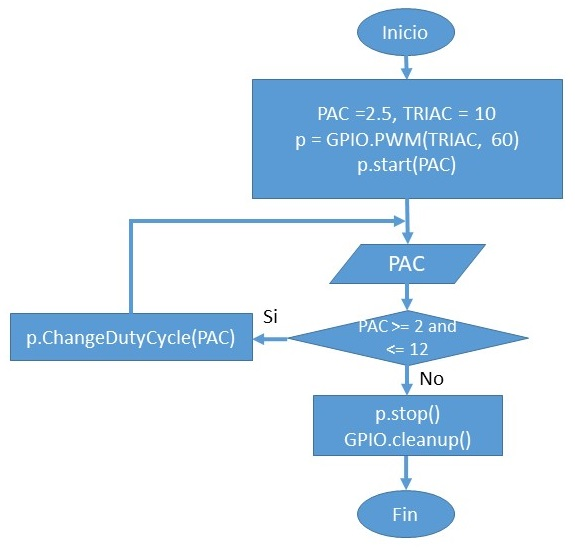 Inicio
PAC =2.5, TRIAC = 10
p = GPIO.PWM(TRIAC, 60)
p.start(PAC)
PAC
PAC >= 2 and
<= 12
Si
p.ChangeDutyCycle(PAC)
No
p.stop()
GPIO.cleanup()
Fin